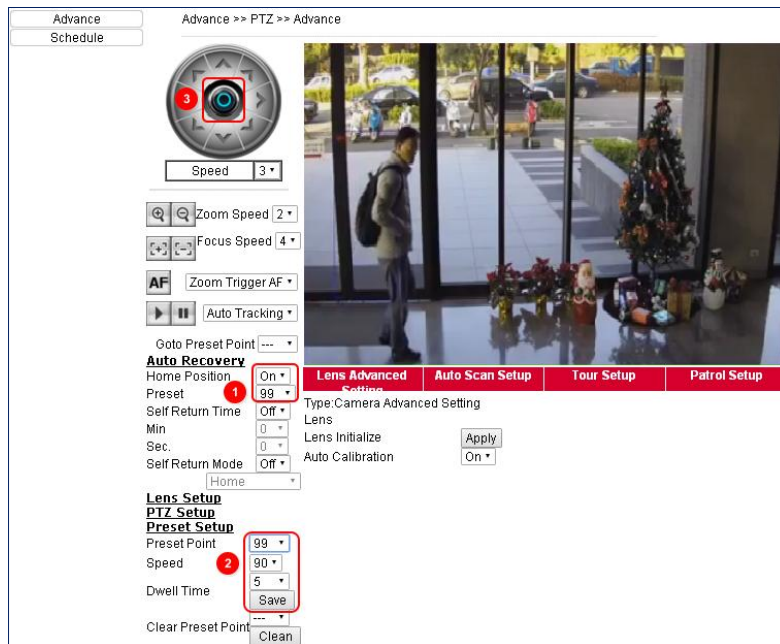 Advance
Schedule
Advance >> PTZ >> Advance
3
Speed 3
Zoom Speed 2
Focus Speed 4
AF Zoom Trigger AF
Auto Tracking
Goto Preset Point ---
Auto Recovery
Home Position On
Preset 1 99
Self Return Time Off
Min 0
Sec. 0
Self Return Mode Off
Home
Lens Setup
PTZ Setup
Preset Setup
Preset Point 99
Speed 2 90
Dwell Time 5
Save
Clear Preset Point ---
Clean
Lens Advanced Setting
Auto Scan Setup
Tour Setup
Patrol Setup
Type:Camera Advanced Setting
Lens
Lens Initialize Apply
Auto Calibration On